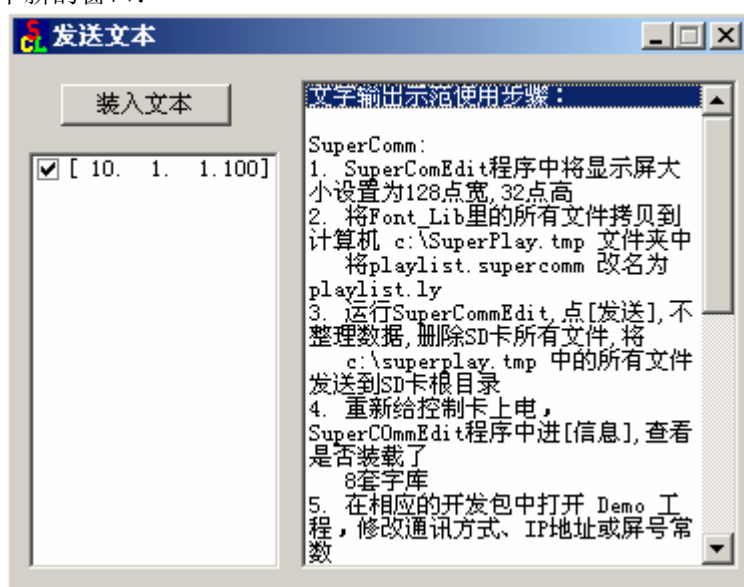 发送文本
装入文本
[ 10.  1.  1.100]
文字输出示范使用步骤：
SuperComm:
1. SuperComEdit程序中将显示屏大
小设置为128点宽,32点高
2. 将Font_Lib里的所有文件拷贝到
计算机 c:\SuperPlay.tmp 文件夹中
将playlist.supercomm 改名为
playlist.ly
3. 运行SuperCommEdit,点[发送],不
整理数据,删除SD卡所有文件,将
c:\superplay.tmp 中的所有文件
发送到SD卡根目录
4. 重新给控制卡上电，
SuperCOmmEdit程序中进[信息],查看
是否装载了
8套字库
5. 在相应的开发包中打开 Demo 工
程，修改通讯方式、IP地址或屏号常
数